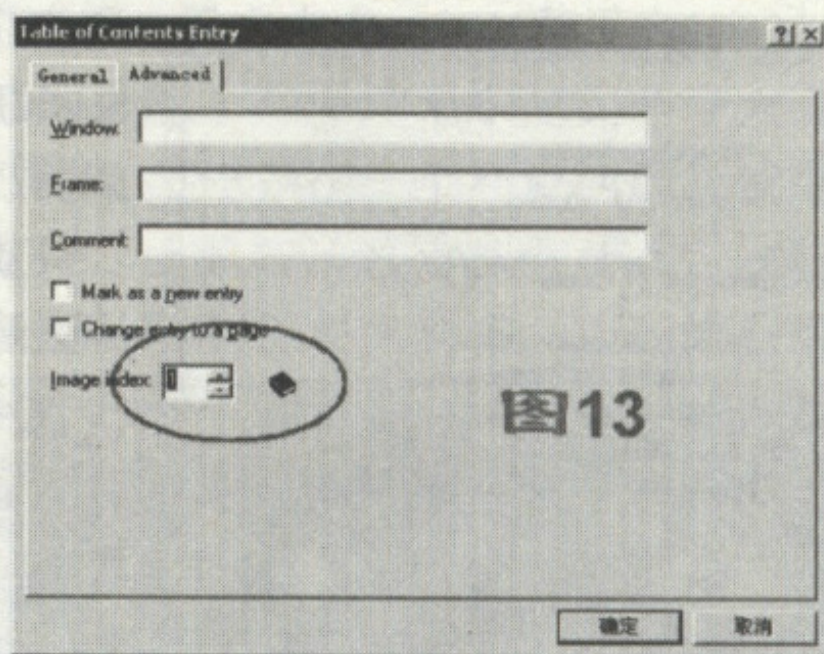 Table of Contents Entry
General Advanced
Window:
Frame:
Comment:
Mark as a new entry
Change entry to a page
Image index: 1
图13
确定 取消